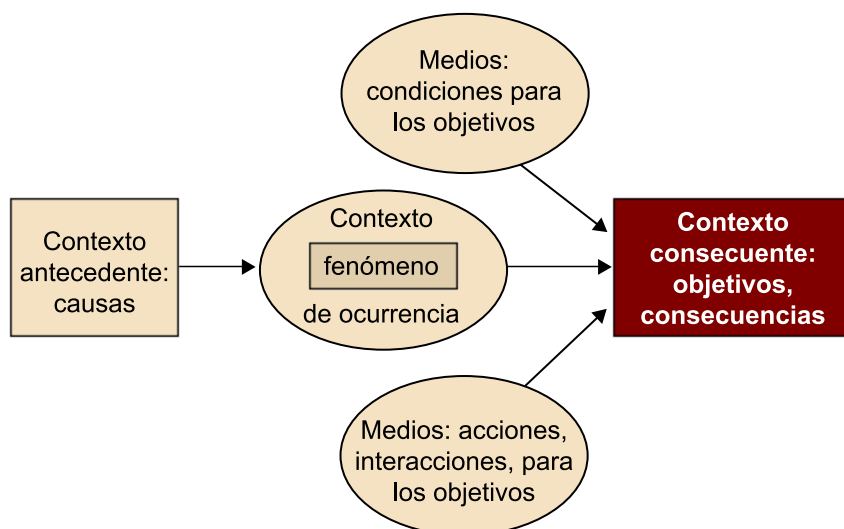 Medios:
condiciones para
los objetivos
Contexto
antecedente:
causas
Contexto
fenómeno
de ocurrencia
Contexto
consecuente:
objetivos,
consecuencias
Medios: acciones,
interacciones, para
los objetivos